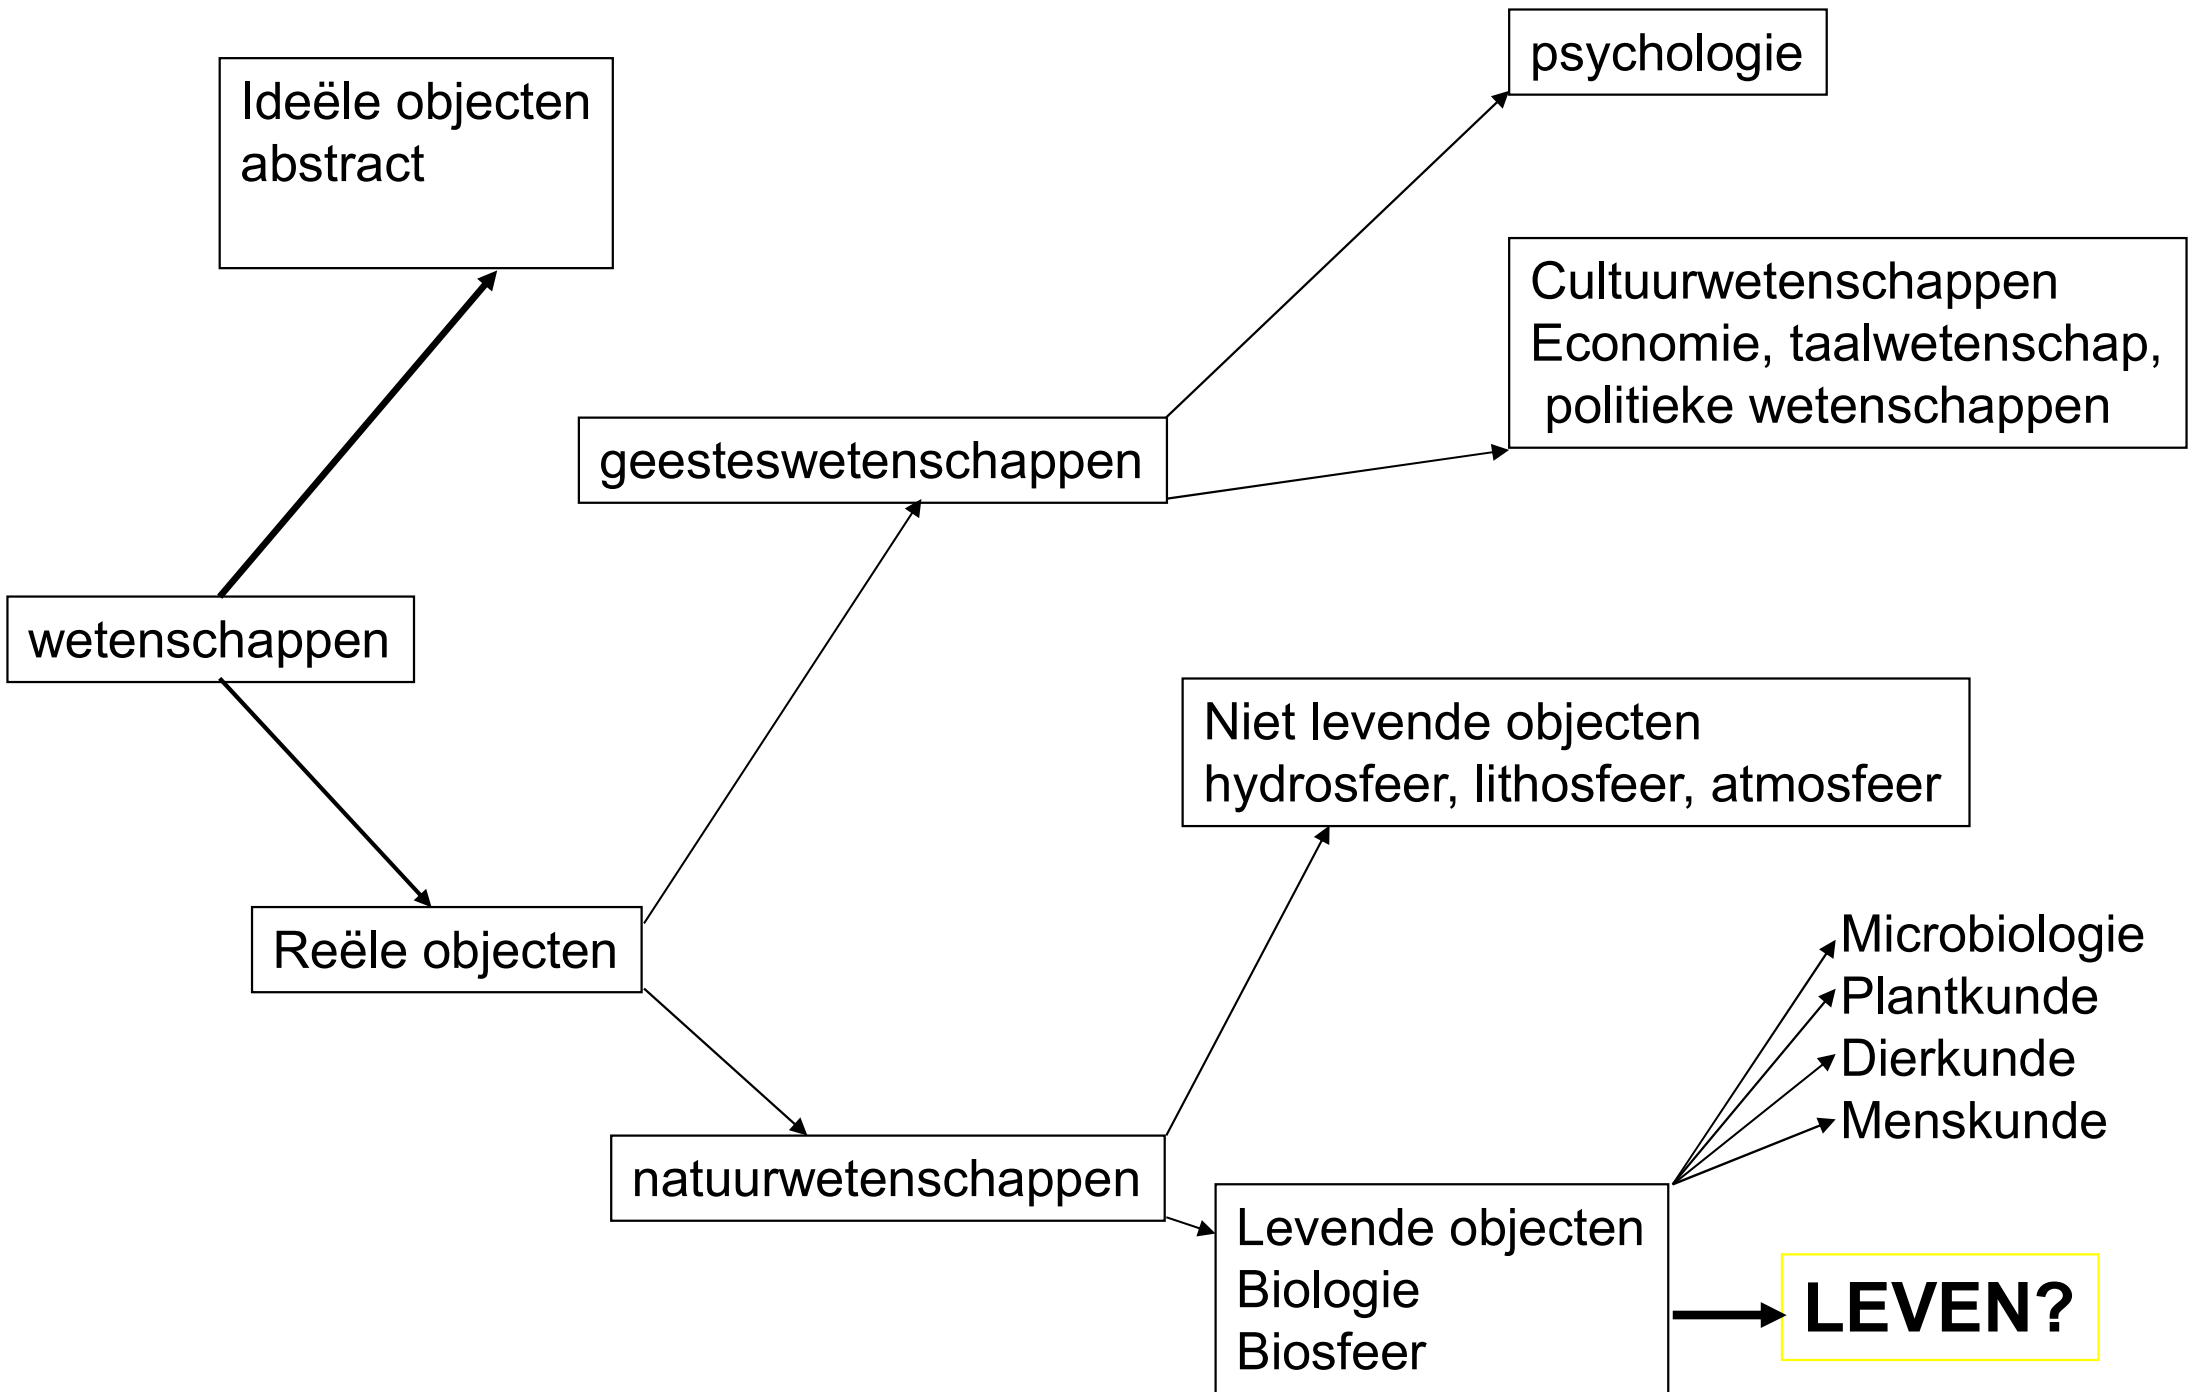 psychologie
Ideële objecten
abstract
Cultuurwetenschappen
Economie, taalwetenschap,
politieke wetenschappen
geesteswetenschappen
wetenschappen
Niet levende objecten
hydrosfeer, lithosfeer, atmosfeer
Reële objecten
Microbiologie
Plantkunde
Dierkunde
Menskunde
natuurwetenschappen
Levende objecten
Biologie
Biosfeer
LEVEN?